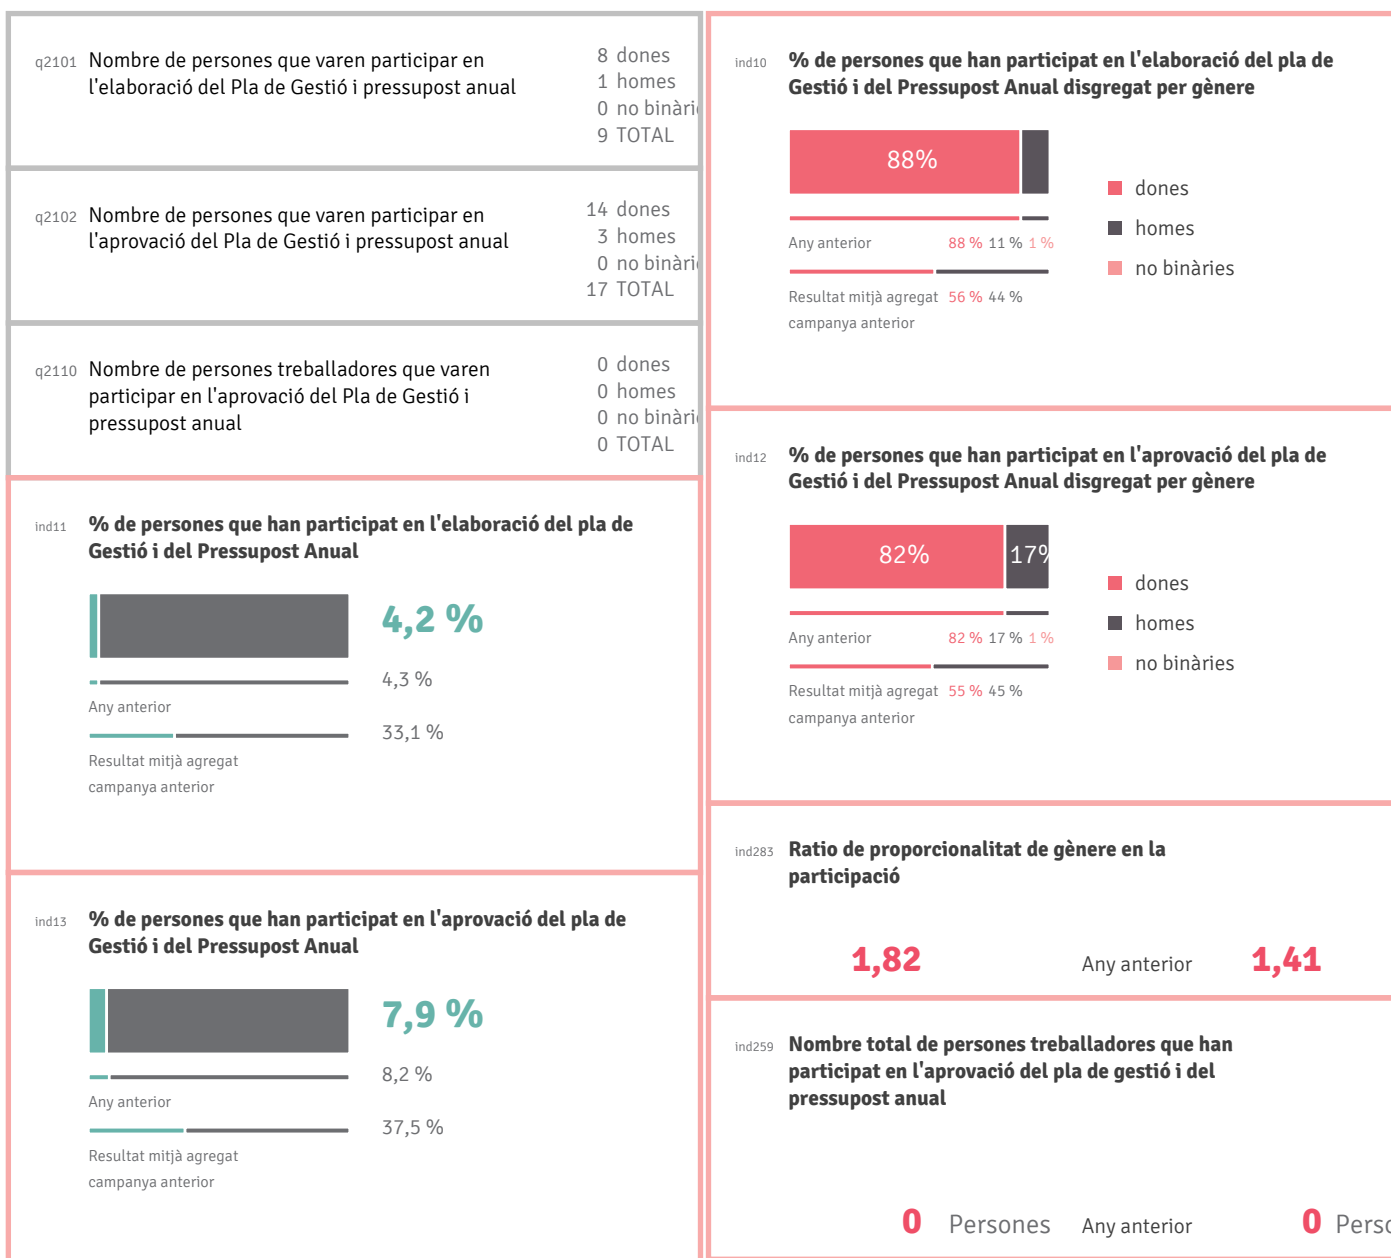 q2101 Nombre de persones que varen participar en
l'elaboració del Pla de Gestió i pressupost anual
8 dones
1 homes
0 no binàri
9 TOTAL
q2102 Nombre de persones que varen participar en
l'aprovació del Pla de Gestió i pressupost anual
14 dones
3 homes
0 no binàri
17 TOTAL
q2110 Nombre de persones treballadores que varen
participar en l'aprovació del Pla de Gestió i
pressupost anual
0 dones
0 homes
0 no binàri
0 TOTAL
ind11 % de persones que han participat en l'elaboració del pla de
Gestió i del Pressupost Anual
4,2 %
4,3 %
Any anterior
33,1 %
Resultat mitjà agregat
campanya anterior
ind13 % de persones que han participat en l'aprovació del pla de
Gestió i del Pressupost Anual
7,9 %
8,2 %
Any anterior
37,5 %
Resultat mitjà agregat
campanya anterior
ind10 % de persones que han participat en l'elaboració del pla de
Gestió i del Pressupost Anual disgregat per gènere
88%
dones
homes
no binàries
Any anterior 88 % 11 % 1 %
Resultat mitjà agregat 56 % 44 %
campanya anterior
ind12 % de persones que han participat en l'aprovació del pla de
Gestió i del Pressupost Anual disgregat per gènere
82% 17%
dones
homes
no binàries
Any anterior 82 % 17 % 1 %
Resultat mitjà agregat 55 % 45 %
campanya anterior
ind283 Ratio de proporcionalitat de gènere en la
participació
1,82 Any anterior 1,41
ind259 Nombre total de persones treballadores que han
participat en l'aprovació del pla de gestió i del
pressupost anual
0 Persones Any anterior 0 Perso